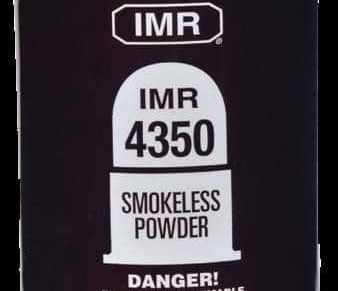 IMR®
IMR
4350
SMOKELESS
POWDER
DANGER!